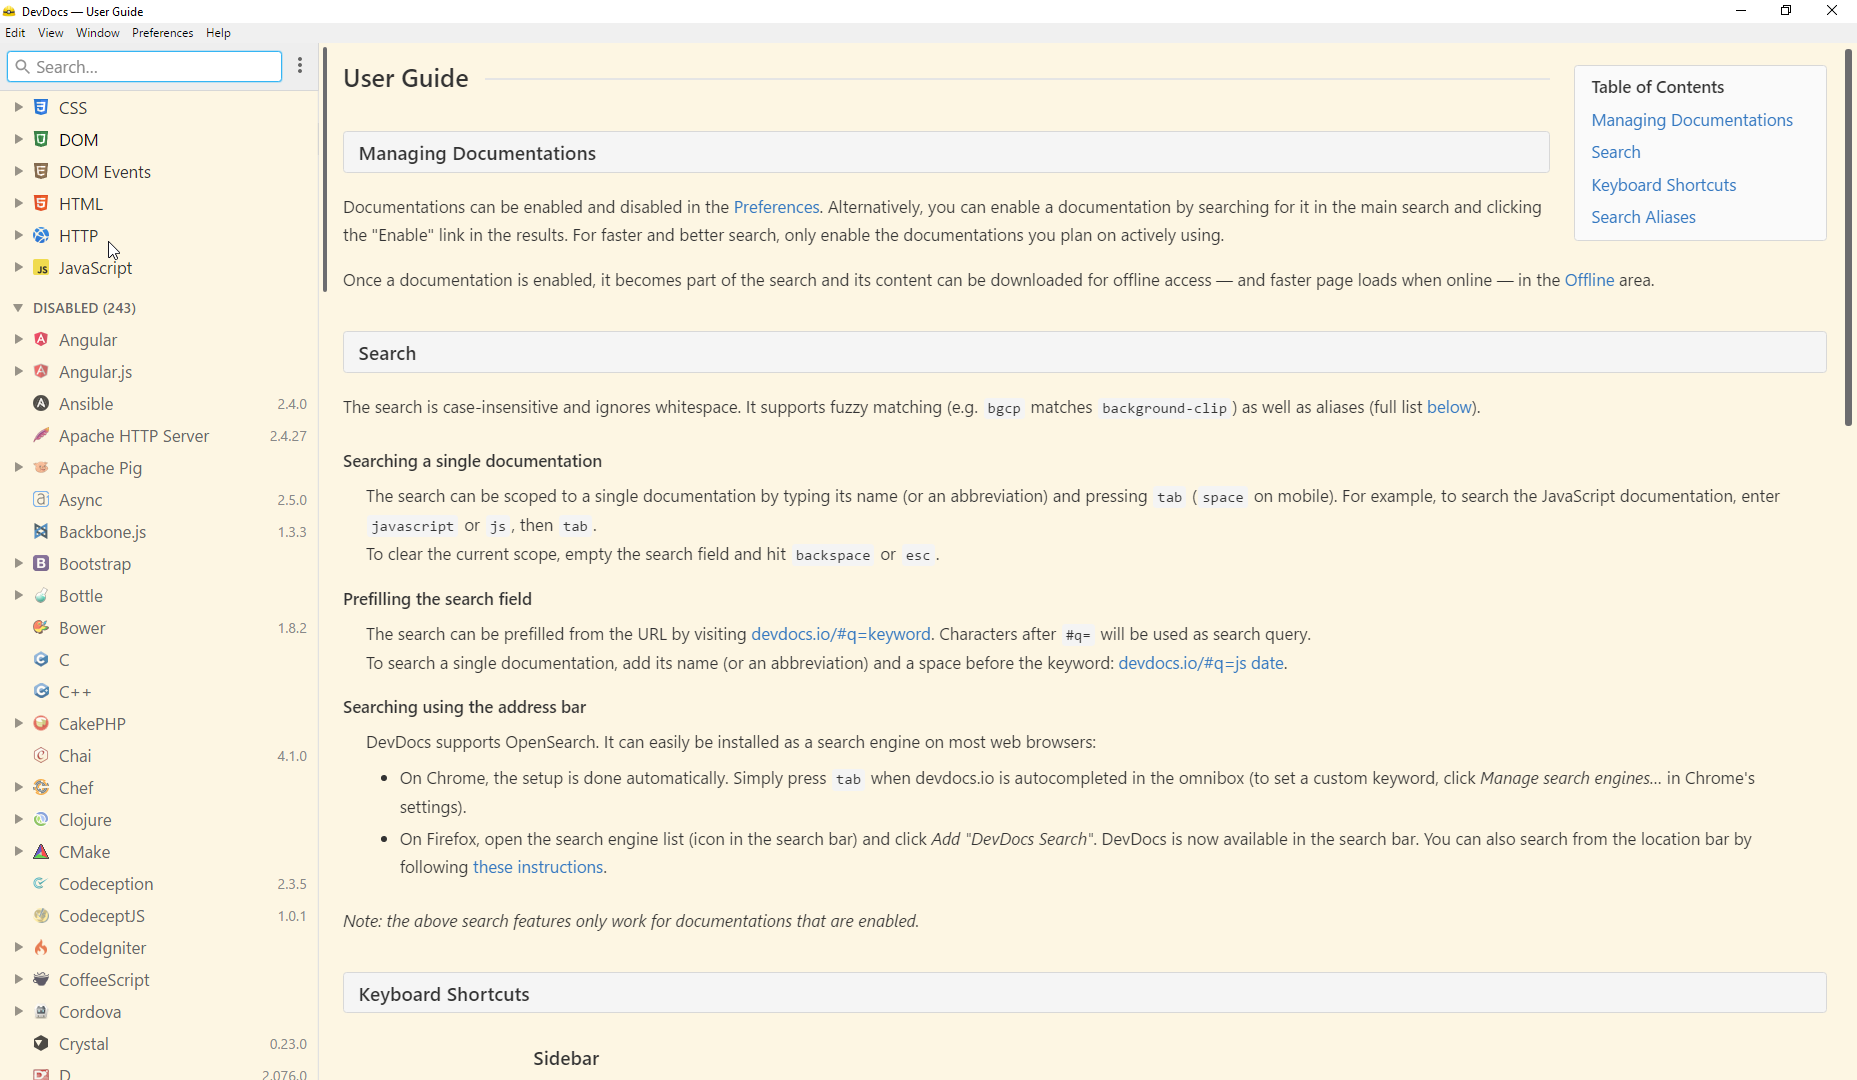 DevDocs — User Guide
Edit View Window Preferences Help
Search...
CSS
DOM
DOM Events
HTML
HTTP
JavaScript
DISABLED (243)
Angular
Angular.js
Ansible 2.4.0
Apache HTTP Server 2.4.27
Apache Pig
Async 2.5.0
Backbone.js 1.3.3
Bootstrap
Bottle
Bower 1.8.2
C
C++
CakePHP
Chai 4.1.0
Chef
Clojure
CMake
Codeception 2.3.5
CodeceptJS 1.0.1
CodeIgniter
CoffeeScript
Cordova
Crystal 0.23.0
D 2.076.0
User Guide
Managing Documentations
Documentations can be enabled and disabled in the Preferences. Alternatively, you can enable a documentation by searching for it in the main search and clicking
the "Enable" link in the results. For faster and better search, only enable the documentations you plan on actively using.
Once a documentation is enabled, it becomes part of the search and its content can be downloaded for offline access — and faster page loads when online — in the Offline area.
Search
The search is case-insensitive and ignores whitespace. It supports fuzzy matching (e.g. bgcp matches background-clip ) as well as aliases (full list below).
Searching a single documentation
The search can be scoped to a single documentation by typing its name (or an abbreviation) and pressing tab ( space on mobile). For example, to search the JavaScript documentation, enter
javascript or js , then tab .
To clear the current scope, empty the search field and hit backspace or esc .
Prefilling the search field
The search can be prefilled from the URL by visiting devdocs.io/#q=keyword. Characters after #q= will be used as search query.
To search a single documentation, add its name (or an abbreviation) and a space before the keyword: devdocs.io/#q=js date.
Searching using the address bar
DevDocs supports OpenSearch. It can easily be installed as a search engine on most web browsers:
• On Chrome, the setup is done automatically. Simply press tab when devdocs.io is autocompleted in the omnibox (to set a custom keyword, click Manage search engines... in Chrome's
settings).
• On Firefox, open the search engine list (icon in the search bar) and click Add "DevDocs Search". DevDocs is now available in the search bar. You can also search from the location bar by
following these instructions.
Note: the above search features only work for documentations that are enabled.
Keyboard Shortcuts
Sidebar
Table of Contents
Managing Documentations
Search
Keyboard Shortcuts
Search Aliases